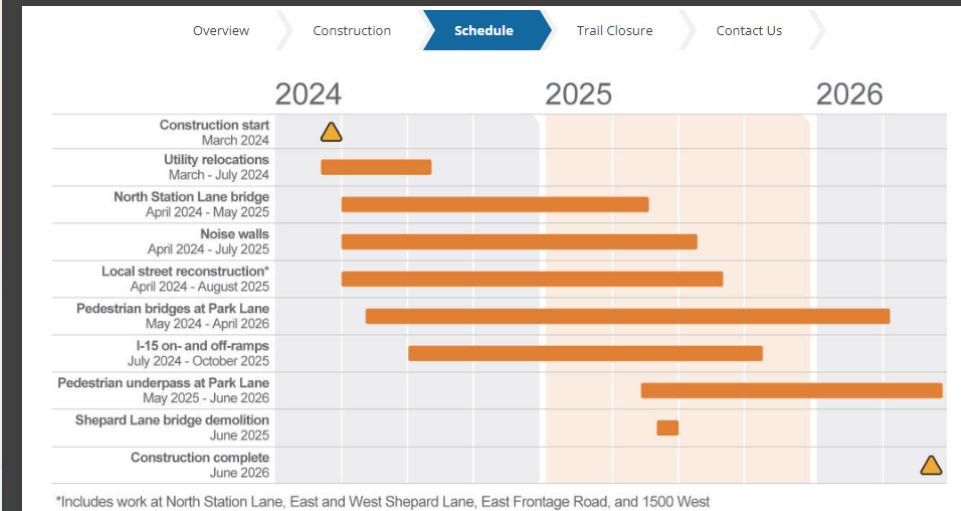 Overview
Construction
Schedule
Trail Closure
Contact Us
2024
2025
2026
Construction start
March 2024
Utility relocations
March - July 2024
North Station Lane bridge
April 2024 - May 2025
Noise walls
April 2024 - July 2025
Local street reconstruction*
April 2024 - August 2025
Pedestrian bridges at Park Lane
May 2024 - April 2026
I-15 on- and off-ramps
July 2024 - October 2025
Pedestrian underpass at Park Lane
May 2025 - June 2026
Shepard Lane bridge demolition
June 2025
Construction complete
June 2026
*Includes work at North Station Lane, East and West Shepard Lane, East Frontage Road, and 1500 West